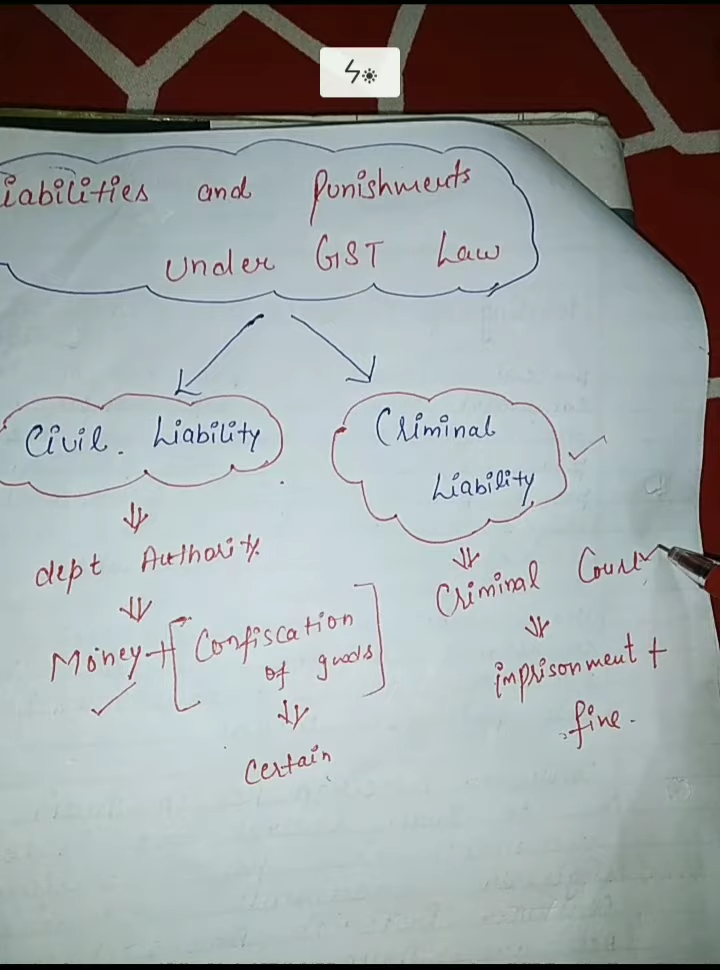 iabilities and Punishments
Under GST Law
Civil. Liability
Criminal
Liability
dept Authority
Criminal Court
Money + [Confiscation
of goods]
imprisonment +
fine.
Certain